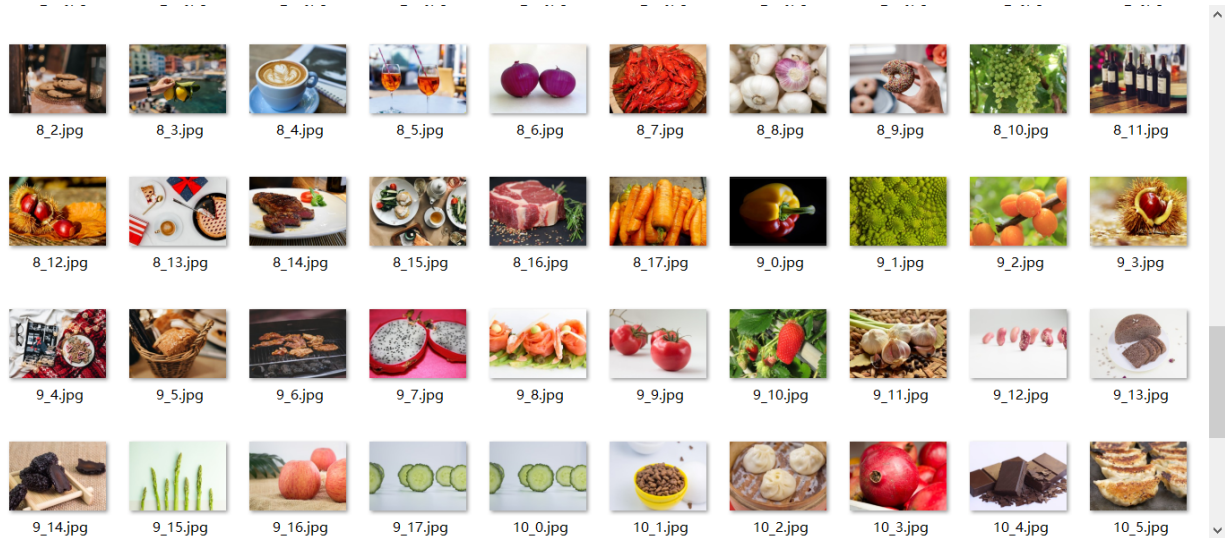 8_2.jpg 8_3.jpg 8_4.jpg 8_5.jpg 8_6.jpg 8_7.jpg 8_8.jpg 8_9.jpg 8_10.jpg 8_11.jpg
8_12.jpg 8_13.jpg 8_14.jpg 8_15.jpg 8_16.jpg 8_17.jpg 9_0.jpg 9_1.jpg 9_2.jpg 9_3.jpg
9_4.jpg 9_5.jpg 9_6.jpg 9_7.jpg 9_8.jpg 9_9.jpg 9_10.jpg 9_11.jpg 9_12.jpg 9_13.jpg
9_14.jpg 9_15.jpg 9_16.jpg 9_17.jpg 10_0.jpg 10_1.jpg 10_2.jpg 10_3.jpg 10_4.jpg 10_5.jpg